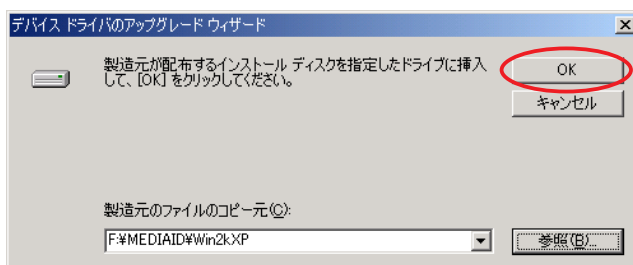 デバイス ドライバのアップグレード ウィザード
製造元が配布するインストール ディスクを指定したドライブに挿入
して、[OK] をクリックしてください。
OK
キャンセル
製造元のファイルのコピー元(C):
F:¥MEDIAID¥Win2kXP
参照(B)...